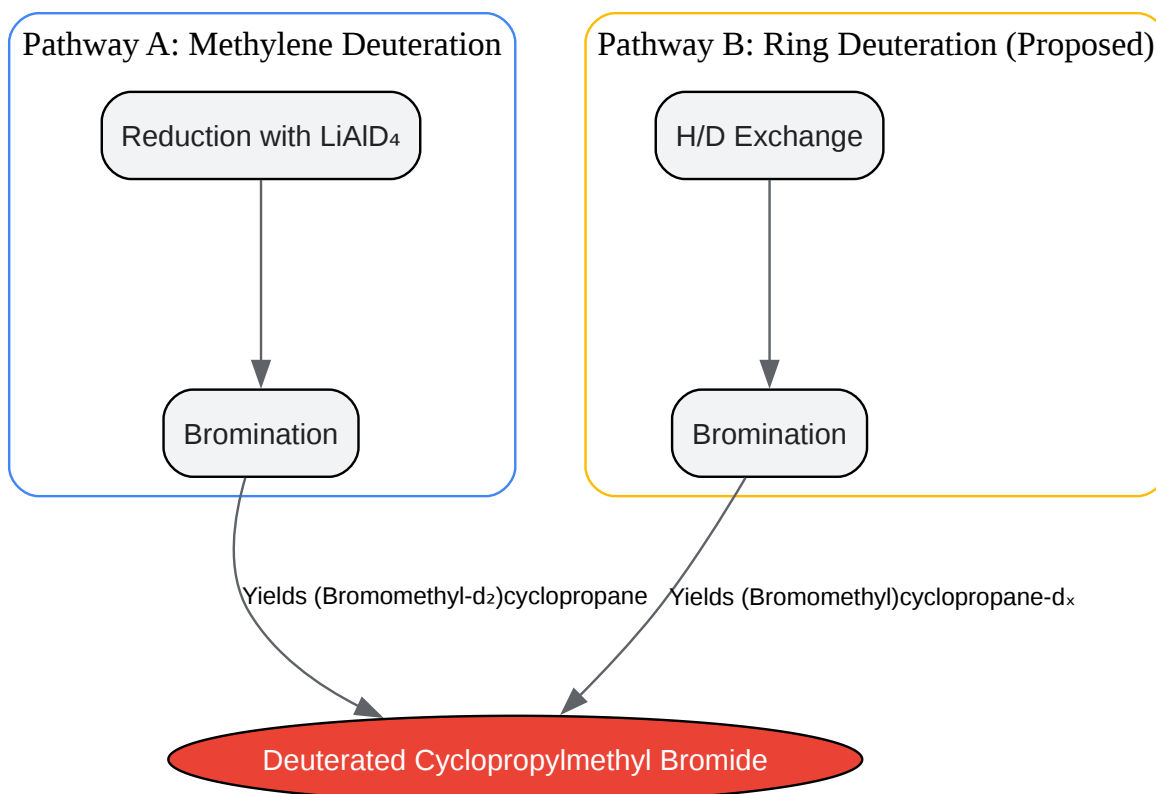 Pathway A: Methylene Deuteration
Reduction with LiAlD₄
Bromination
Yields (Bromomethyl-d₂)cyclopropane
Pathway B: Ring Deuteration (Proposed)
H/D Exchange
Bromination
Yields (Bromomethyl)cyclopropane-dₓ
Deuterated Cyclopropylmethyl Bromide